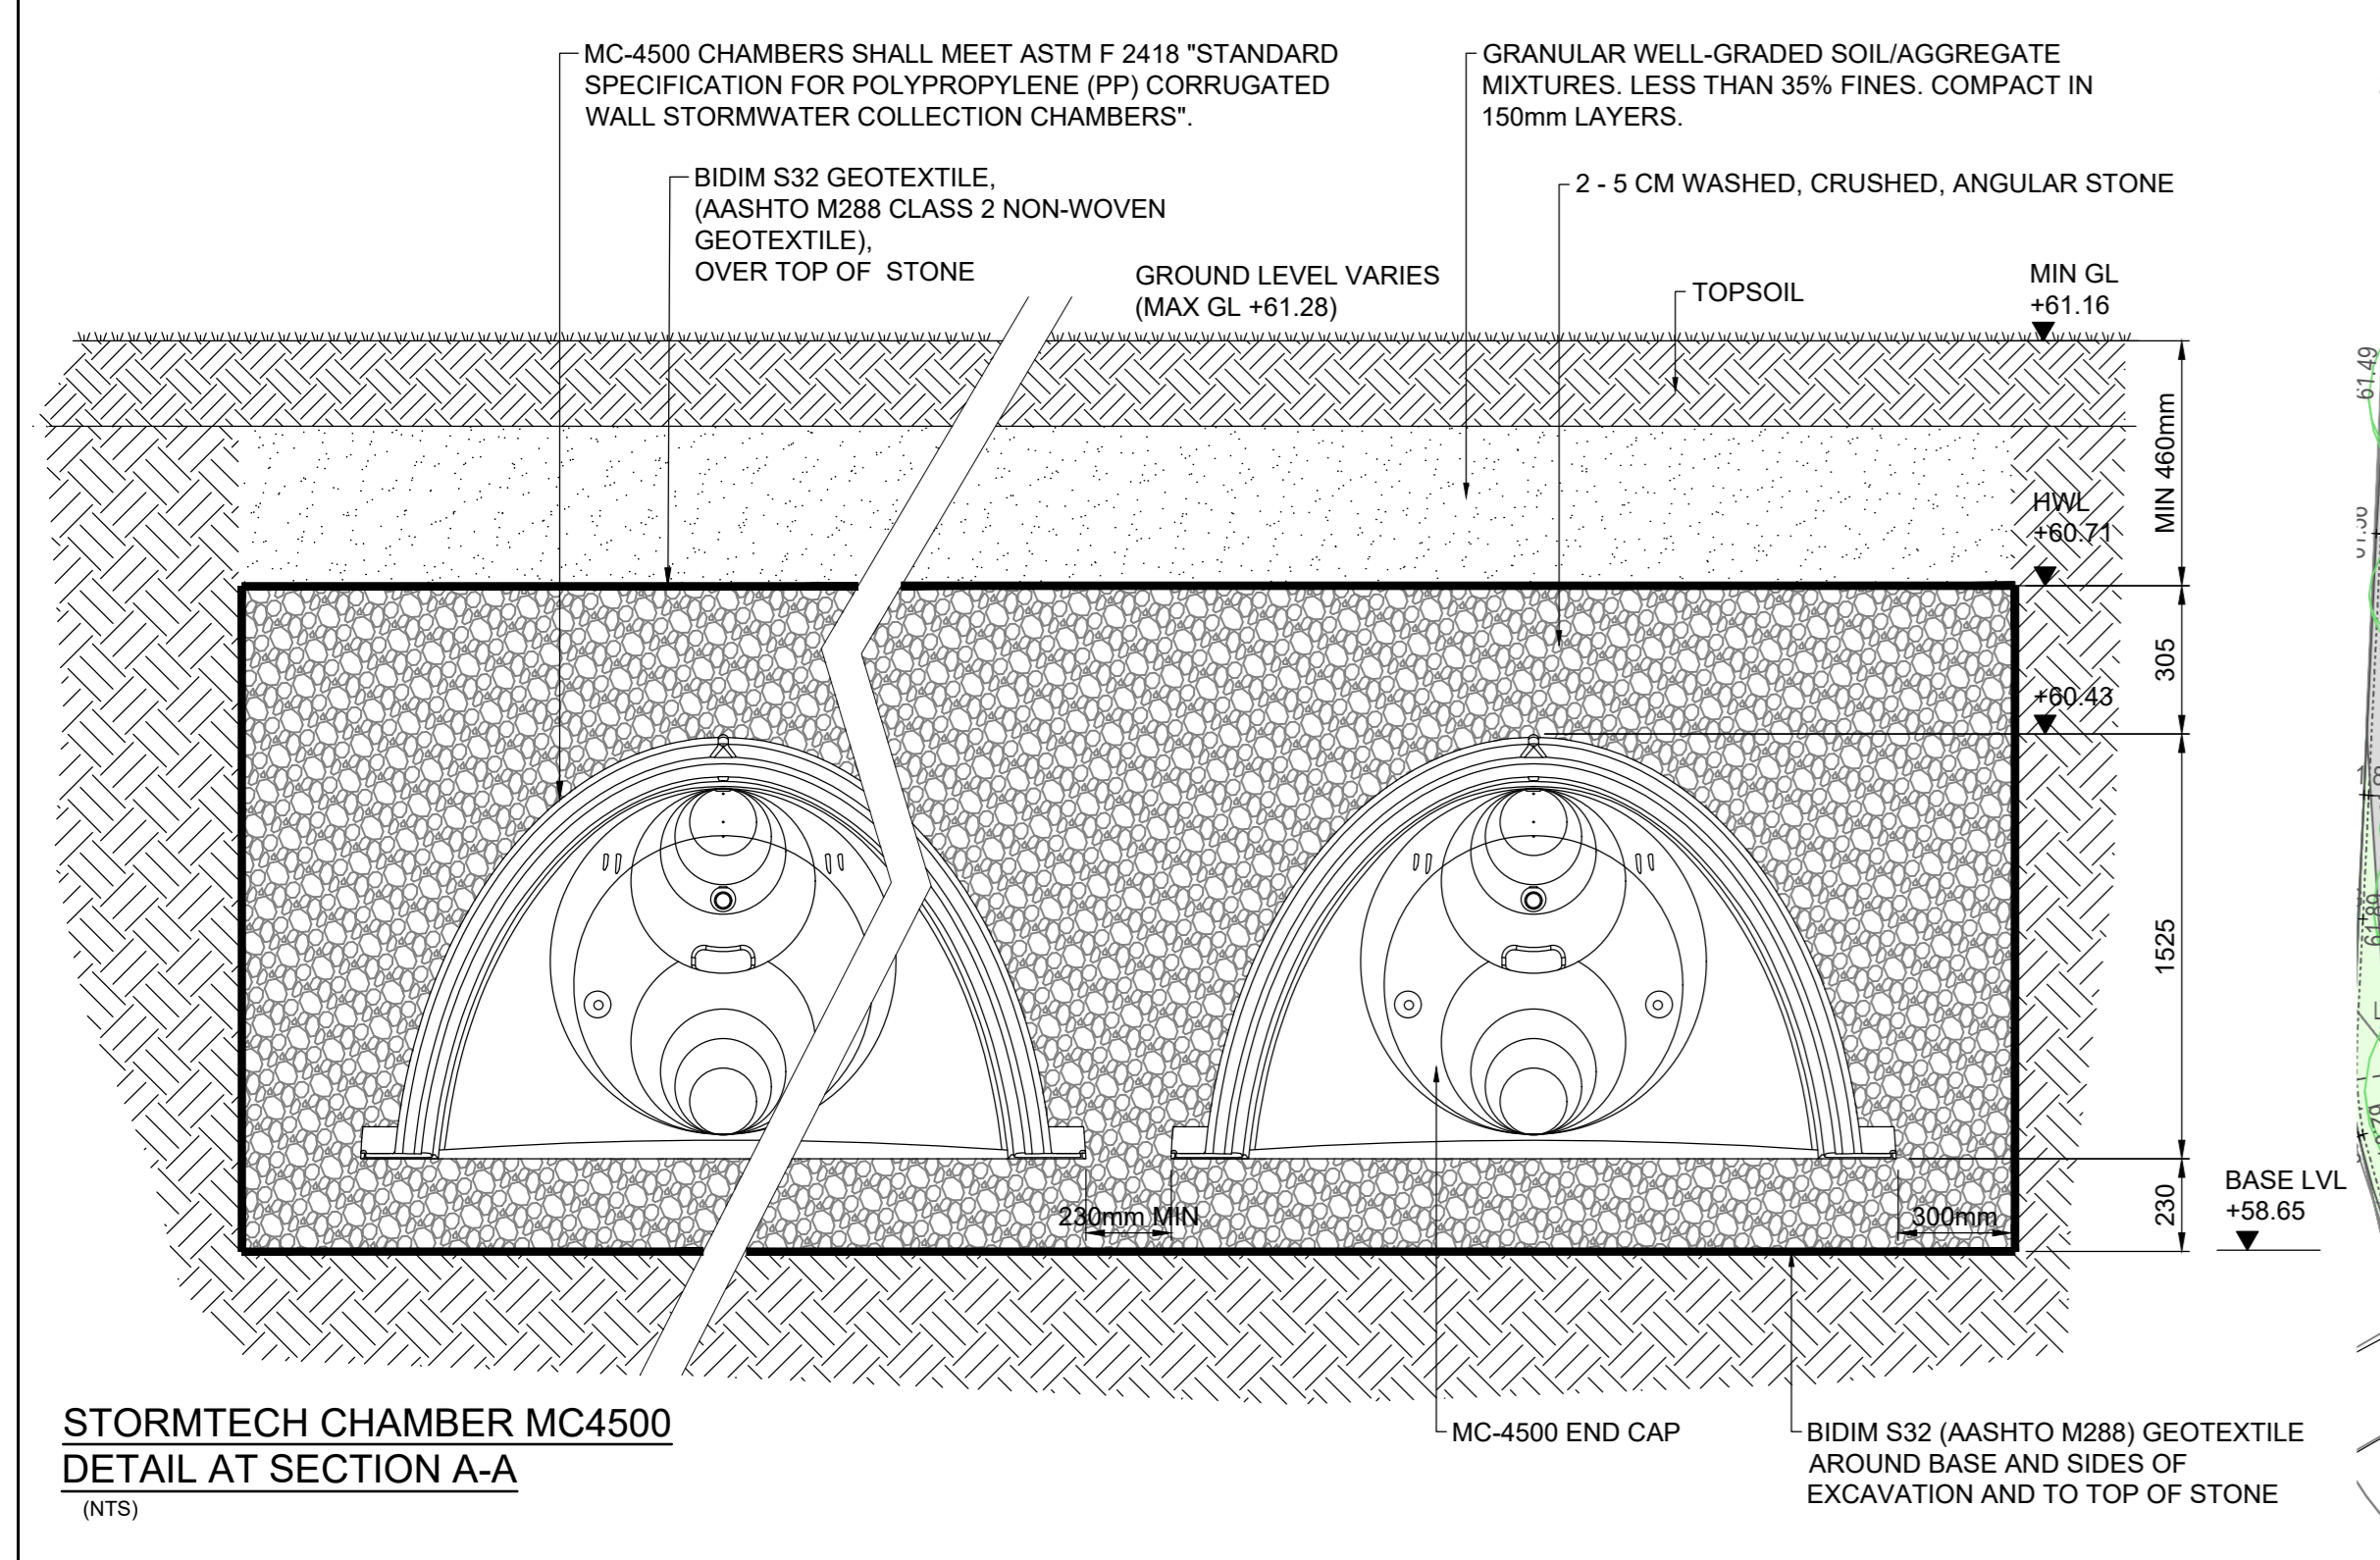 MC-4500 CHAMBERS SHALL MEET ASTM F 2418 "STANDARD
SPECIFICATION FOR POLYPROPYLENE (PP) CORRUGATED
WALL STORMWATER COLLECTION CHAMBERS".
GRANULAR WELL-GRADED SOIL/AGGREGATE
MIXTURES. LESS THAN 35% FINES. COMPACT IN
150mm LAYERS.
BIDIM S32 GEOTEXTILE,
(AASHTO M288 CLASS 2 NON-WOVEN
GEOTEXTILE),
OVER TOP OF STONE
2 - 5 CM WASHED, CRUSHED, ANGULAR STONE
GROUND LEVEL VARIES
(MAX GL +61.28)
TOPSOIL
MIN GL
+61.16
MIN 460mm
HWL
+60.71
305
+60.43
1525
230
BASE LVL
+58.65
230mm MIN
300mm
MC-4500 END CAP
BIDIM S32 (AASHTO M288) GEOTEXTILE
AROUND BASE AND SIDES OF
EXCAVATION AND TO TOP OF STONE
STORMTECH CHAMBER MC4500
DETAIL AT SECTION A-A
(NTS)
61.49